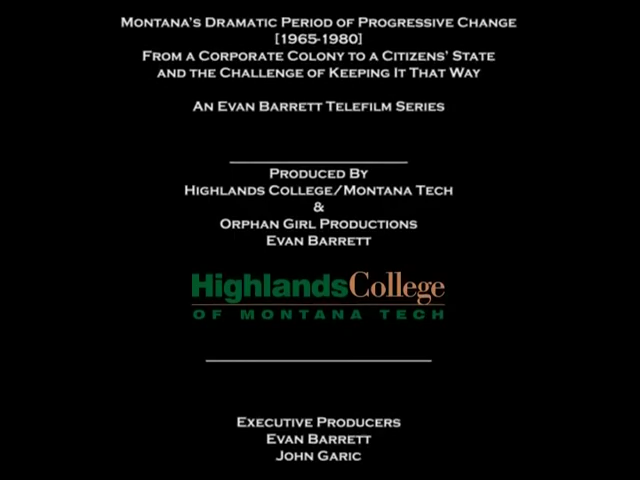 Montana's Dramatic Period of Progressive Change
[1965-1980]
From a Corporate Colony to a Citizens' State
and the Challenge of Keeping It That Way
An Evan Barrett Telefilm Series
Produced By
Highlands College/Montana Tech
&
Orphan Girl Productions
Evan Barrett
HighlandsCollege
OF MONTANA TECH
Executive Producers
Evan Barrett
John Garic